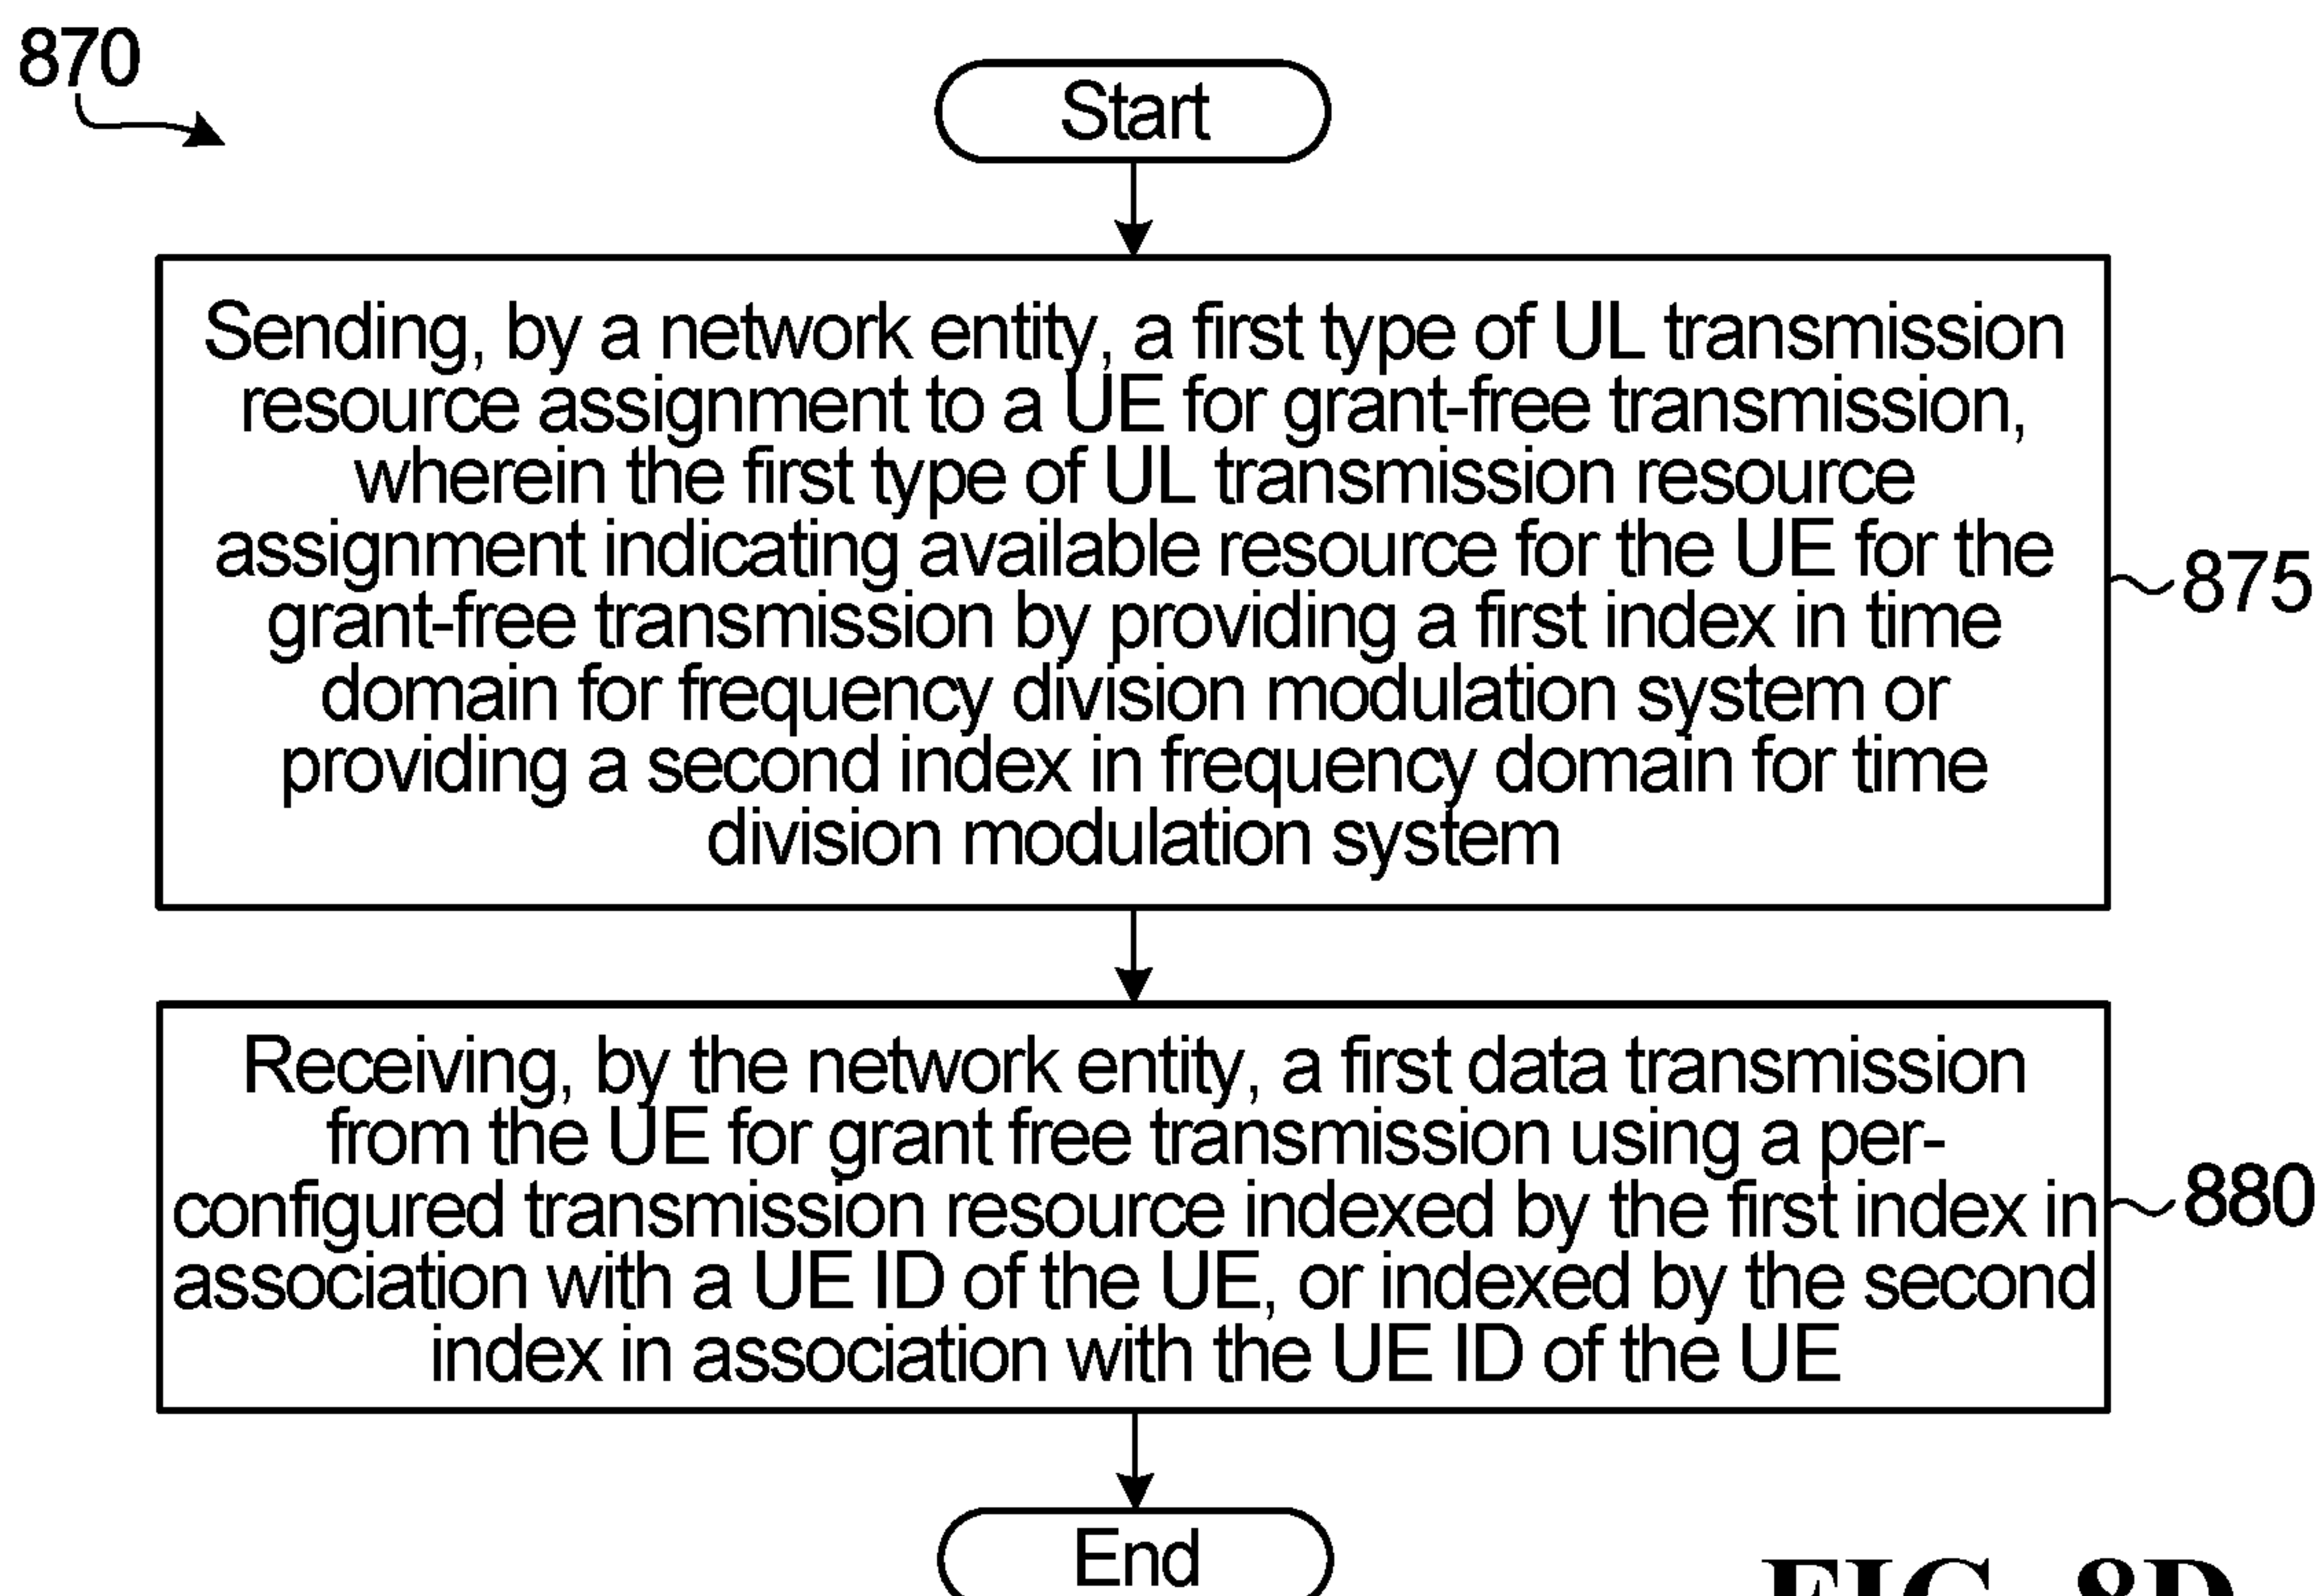 870
Start
Sending, by a network entity, a first type of UL transmission
resource assignment to a UE for grant-free transmission,
wherein the first type of UL transmission resource
assignment indicating available resource for the UE for the
grant-free transmission by providing a first index in time
domain for frequency division modulation system or
providing a second index in frequency domain for time
division modulation system
875
Receiving, by the network entity, a first data transmission
from the UE for grant free transmission using a per-
configured transmission resource indexed by the first index in
association with a UE ID of the UE, or indexed by the second
index in association with the UE ID of the UE
880
End
FIG. 8D